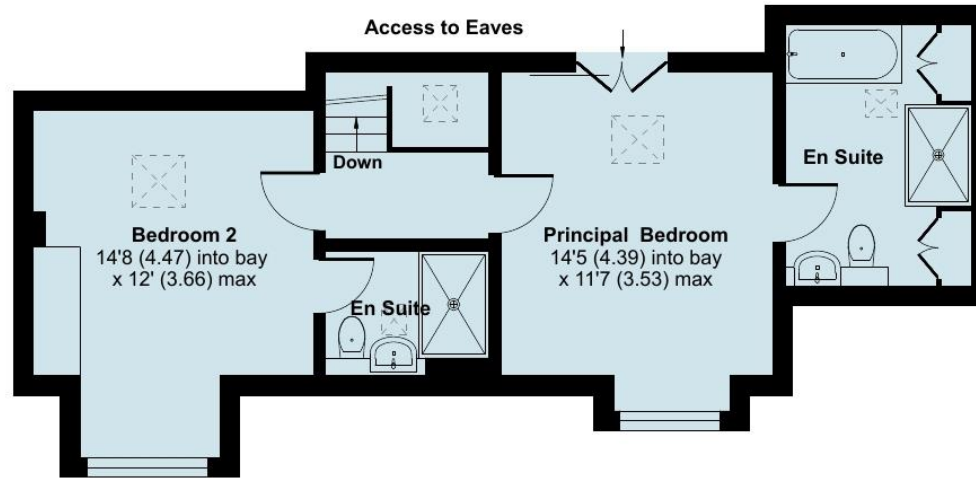 Access to Eaves
Down
Bedroom 2
14'8 (4.47) into bay
x 12' (3.66) max
En Suite
Principal Bedroom
14'5 (4.39) into bay
x 11'7 (3.53) max
En Suite